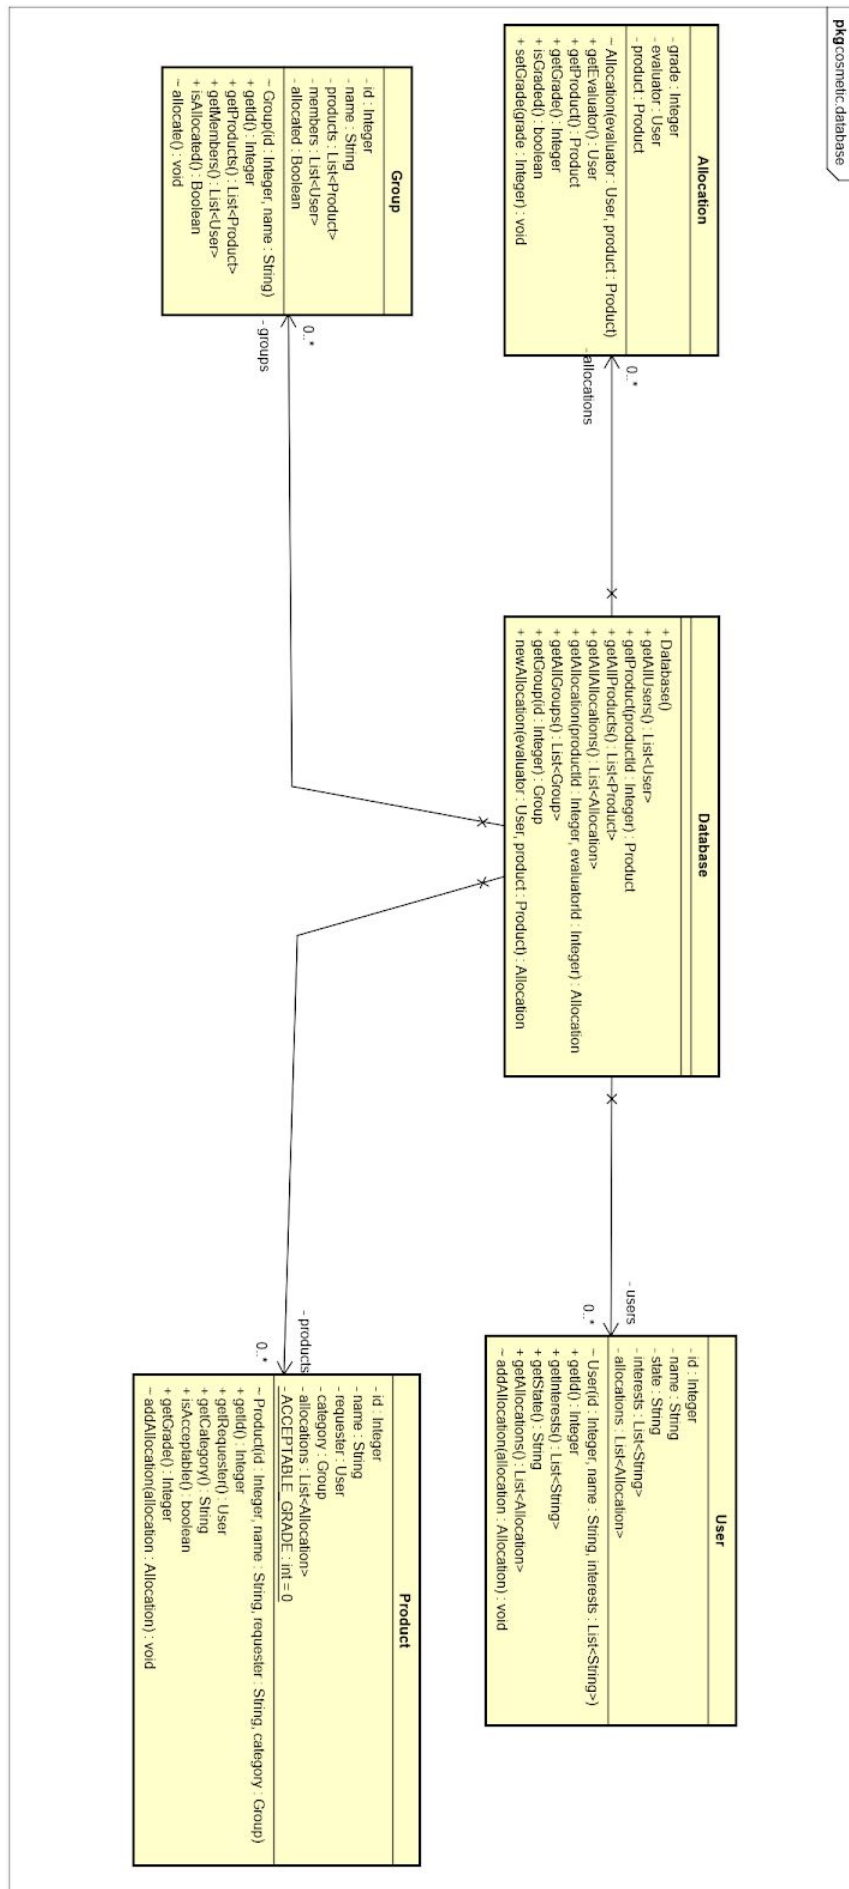 pkg cosmetic.database
Allocation
- grade : Integer
- evaluator : User
- product : Product
~ Allocation(evaluator : User, product : Product)
+ getEvaluator() : User
+ getProduct() : Product
+ getGrade() : Integer
+ isGraded() : boolean
+ setGrade(grade : Integer) : void
0..*
- allocations
Database
+ Database()
+ getAllUsers() : List<User>
+ getProduct(productId : Integer) : Product
+ getAllProducts() : List<Product>
+ getAllAllocations() : List<Allocation>
+ getAllocation(productId : Integer, evaluatorId : Integer) : Allocation
+ getAllGroups() : List<Group>
+ getGroup(id : Integer) : Group
+ newAllocation(evaluator : User, product : Product) : Allocation
- users
0..*
User
- id : Integer
- name : String
- state : String
- interests : List<String>
- allocations : List<Allocation>
~ User(id : Integer, name : String, interests : List<String>)
+ getId() : Integer
+ getInterests() : List<String>
+ getState() : String
+ getAllocations() : List<Allocation>
~ addAllocation(allocation : Allocation) : void
Group
- id : Integer
- name : String
- products : List<Product>
- members : List<User>
- allocated : Boolean
~ Group(id : Integer, name : String)
+ getId() : Integer
+ getProducts() : List<Product>
+ getMembers() : List<User>
+ isAllocated() : Boolean
~ allocate() : void
0..*
- groups
- products
0..*
Product
- id : Integer
- name : String
- requester : User
- category : Group
- allocations : List<Allocation>
- ACCEPTABLE_GRADE : int = 0
~ Product(id : Integer, name : String, requester : String, category : Group)
+ getId() : Integer
+ getRequester() : User
+ getCategory() : String
+ isAcceptable() : boolean
+ getGrade() : Integer
~ addAllocation(allocation : Allocation) : void